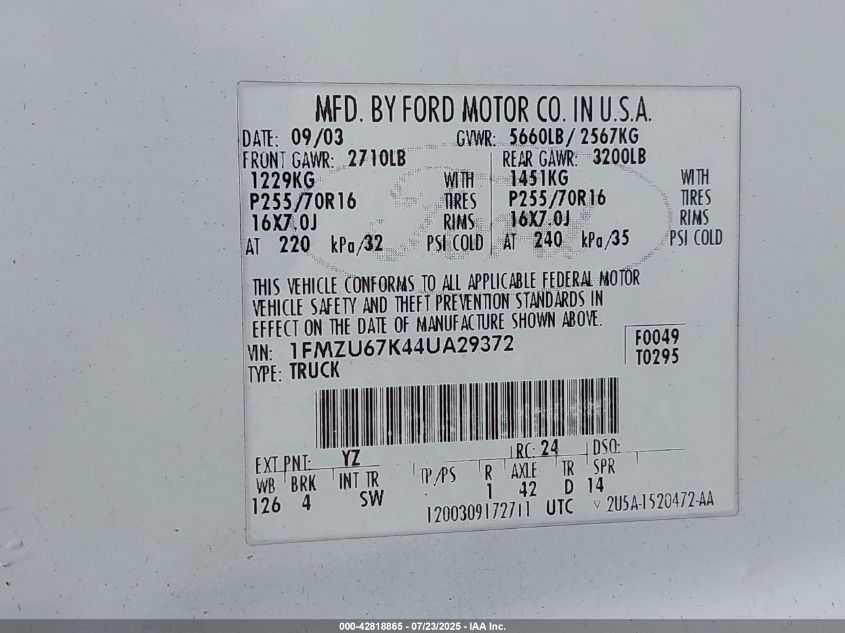 MFD. BY FORD MOTOR CO. IN U.S.A.
DATE: 09/03 GVWR: 5660LB/ 2567KG
FRONT GAWR: 2710LB REAR GAWR: 3200LB
1229KG WITH 1451KG WITH
P255/70R16 TIRES P255/70R16 TIRES
16X7.0J RIMS 16X7.0J RIMS
AT 220 kPa/32 PSI COLD AT 240 kPa/35 PSI COLD
THIS VEHICLE CONFORMS TO ALL APPLICABLE FEDERAL MOTOR
VEHICLE SAFETY AND THEFT PREVENTION STANDARDS IN
EFFECT ON THE DATE OF MANUFACTURE SHOWN ABOVE.
VIN: 1FMZU67K44UA29372 F0049
TYPE: TRUCK T0295
EXT PNT: YZ RC: 24 DSO:
WB BRK INT TR TP/PS R AXLE TR SPR
126 4 SW 1 42 D 14
1200309172711 UTC 2U5A-1520472-AA
000-42818865 - 07/23/2025 - IAA Inc.